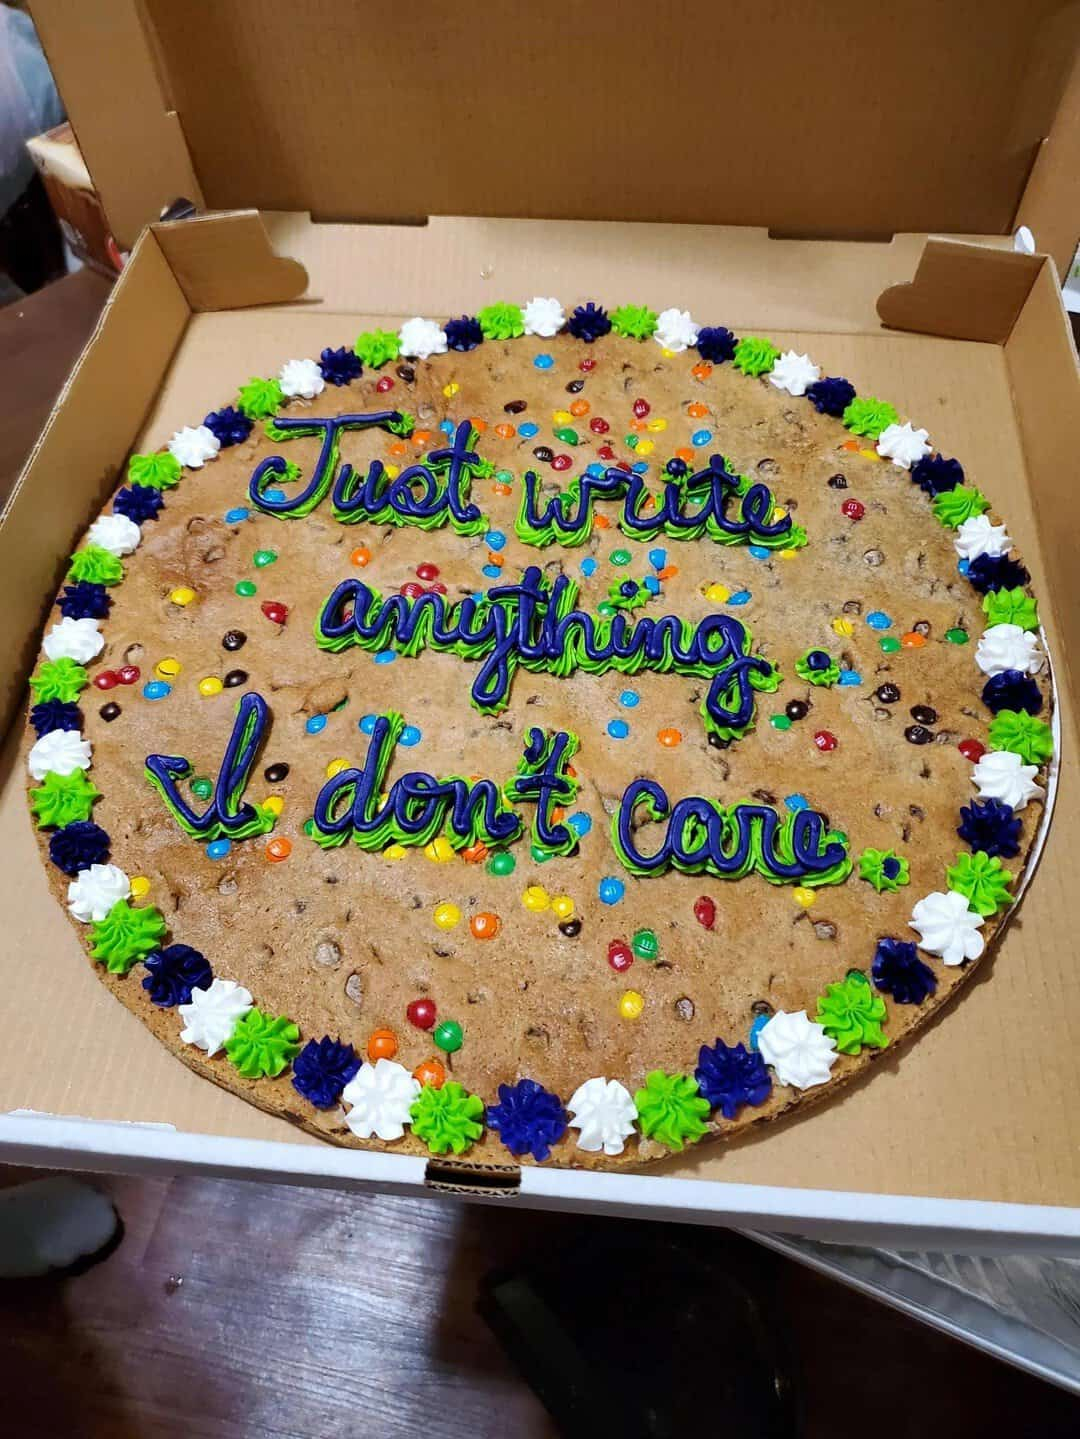 Just write
anything.
I don't care.